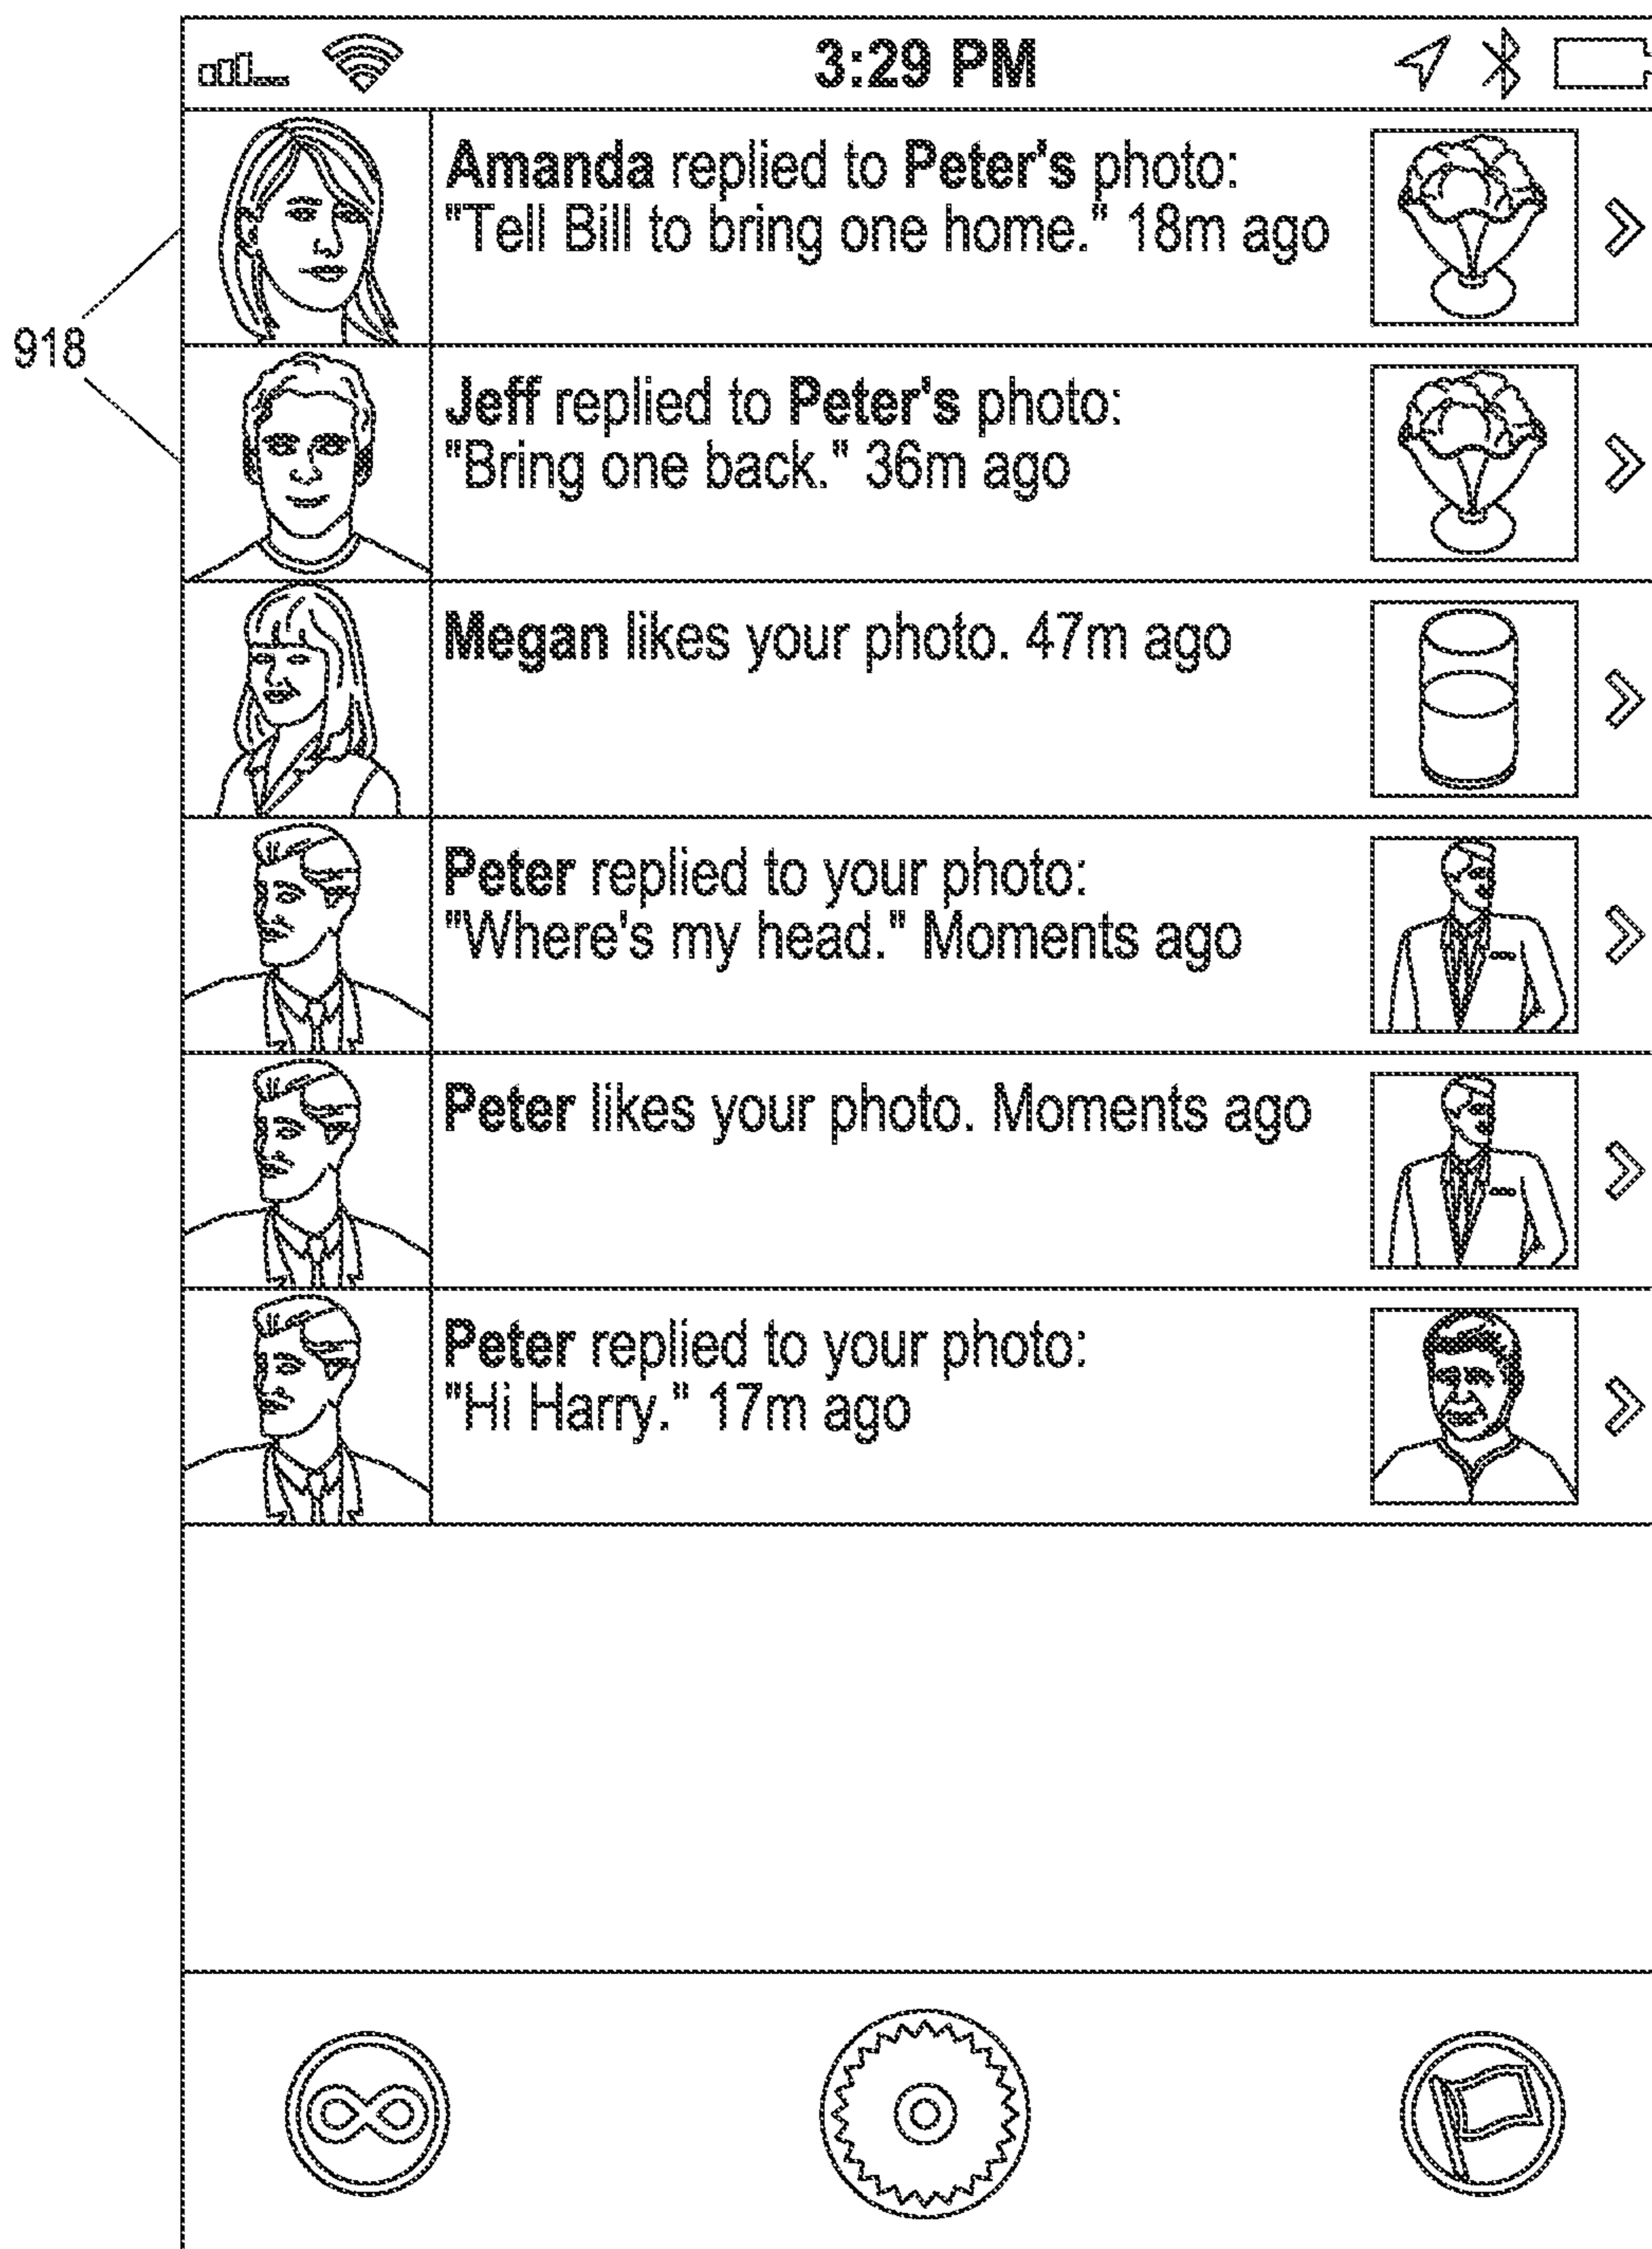 3:29 PM
Amanda replied to Peter's photo:
"Tell Bill to bring one home." 18m ago
918
Jeff replied to Peter's photo:
"Bring one back." 36m ago
Megan likes your photo. 47m ago
Peter replied to your photo:
"Where's my head." Moments ago
Peter likes your photo. Moments ago
Peter replied to your photo:
"Hi Harry." 17m ago